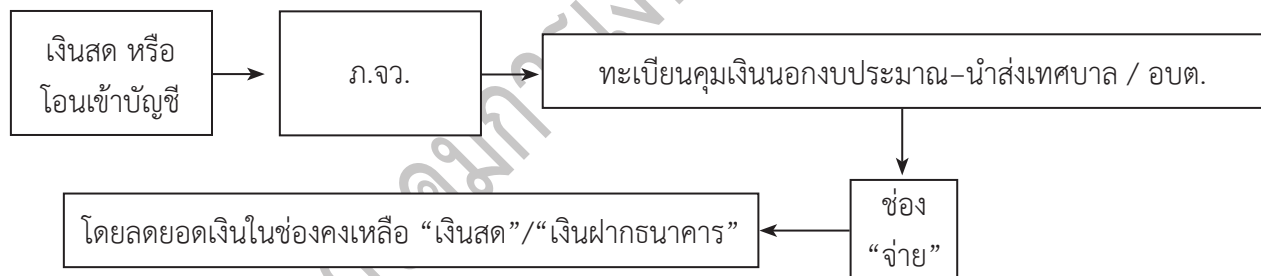 เงินสด หรือ
โอนเข้าบัญชี
ภ.จว.
ทะเบียนคุมเงินนอกงบประมาณ–นำส่งเทศบาล / อบต.
ช่อง
“จ่าย”
โดยลดยอดเงินในช่องคงเหลือ “เงินสด”/“เงินฝากธนาคาร”